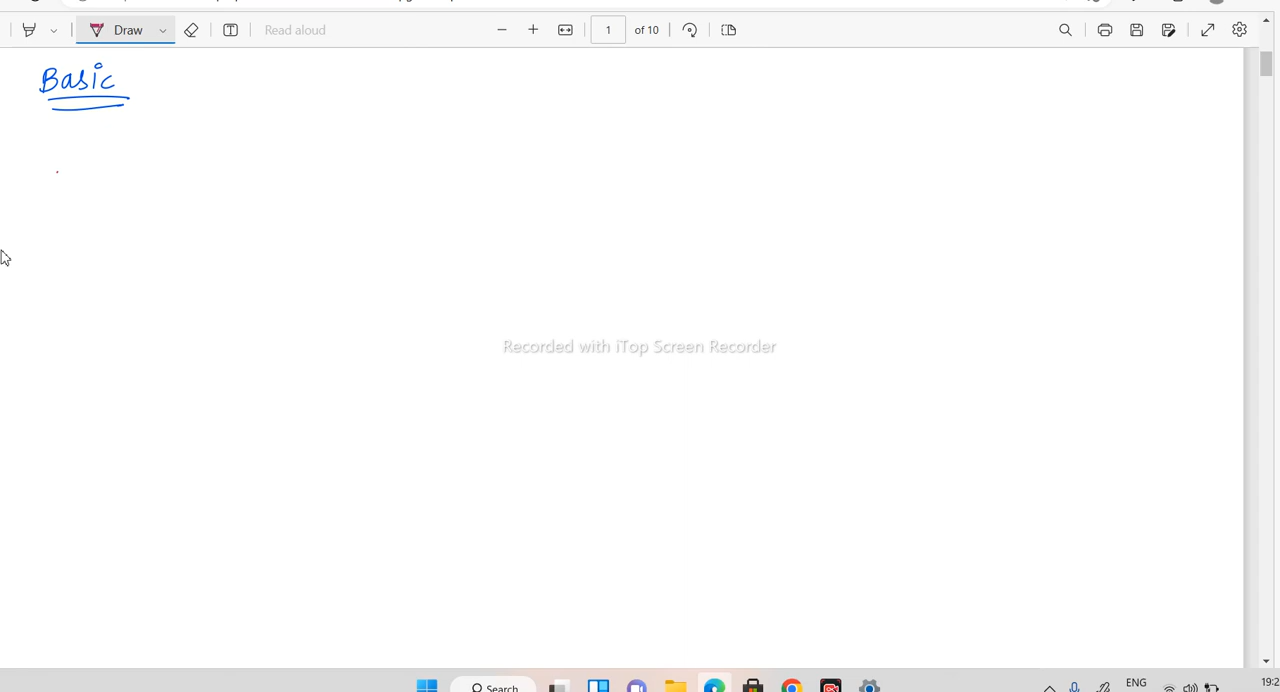 Draw
Read aloud
1 of 10
Basic
Recorded with iTop Screen Recorder
Search
ENG